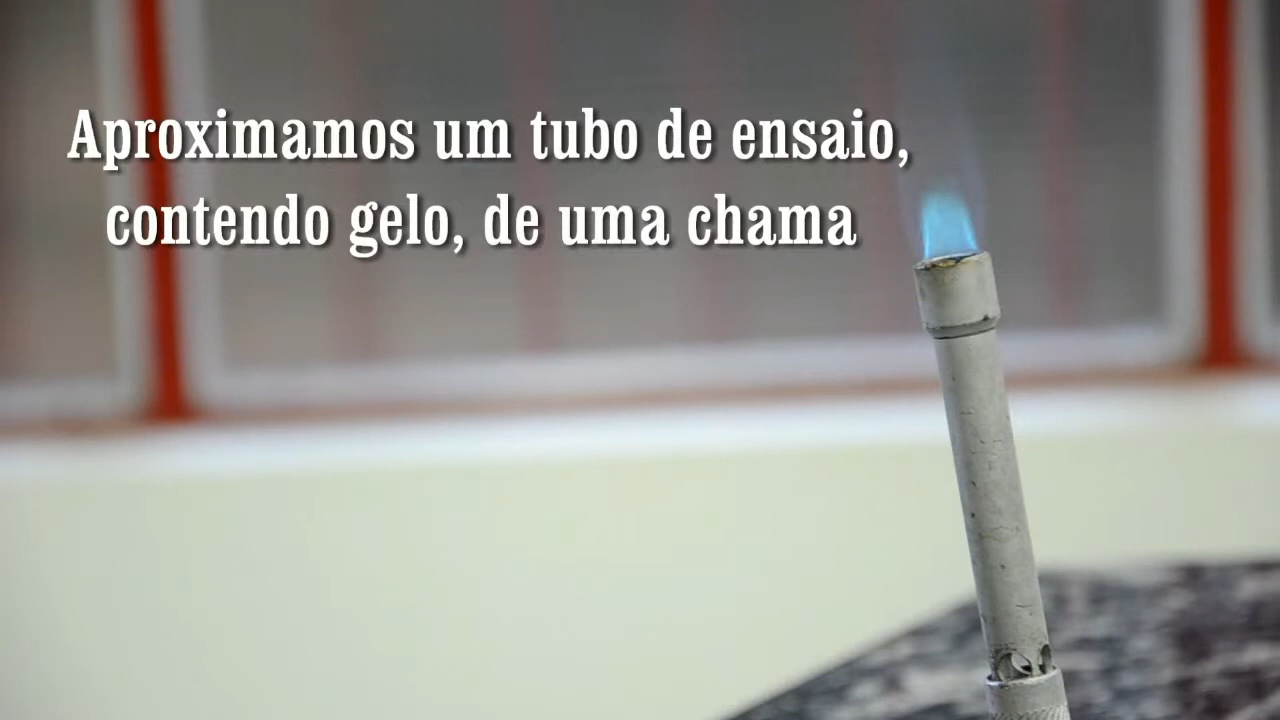 Aproximamos um tubo de ensaio,
contendo gelo, de uma chama